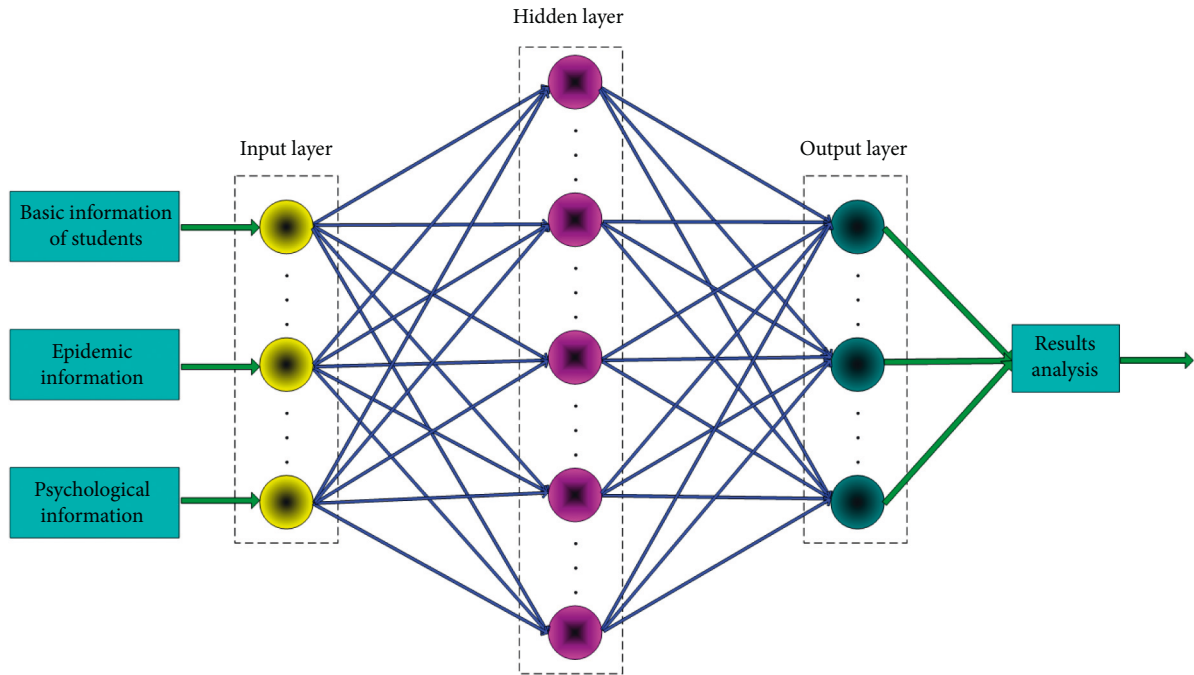 Hidden layer
Input layer
Output layer
Basic information
of students
Epidemic
information
Psychological
information
Results
analysis